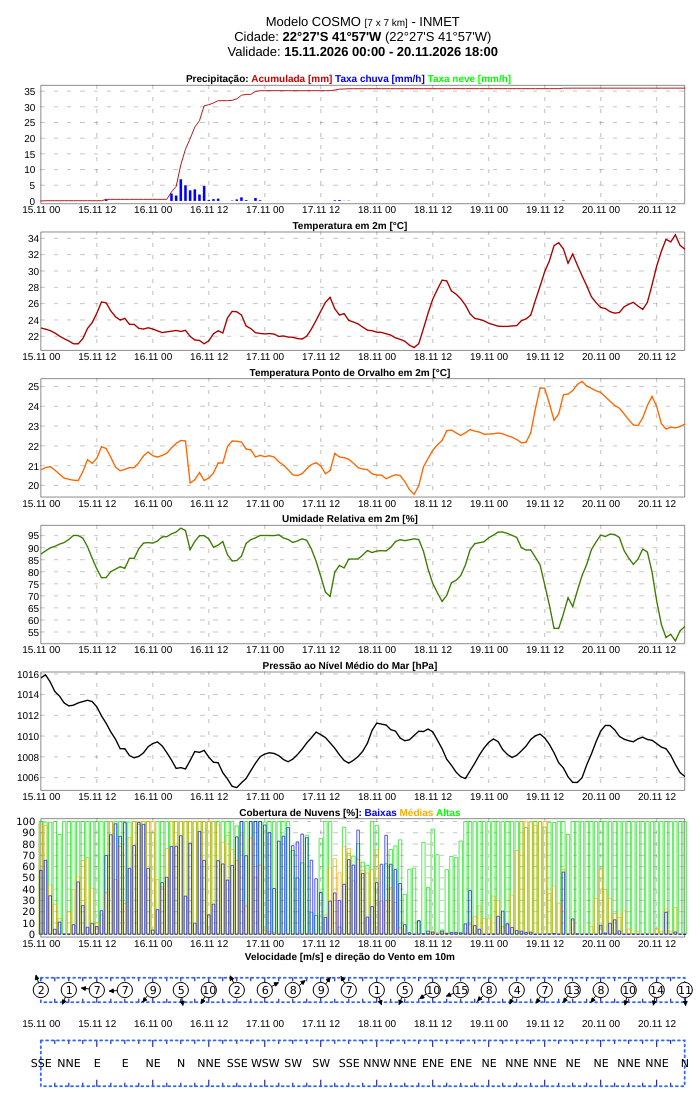 Modelo COSMO [7 x 7 km] - INMET
Cidade: 22°27'S 41°57'W (22°27'S 41°57'W)
Validade: 15.11.2026 00:00 - 20.11.2026 18:00
Precipitação: Acumulada [mm] Taxa chuva [mm/h] Taxa neve [mm/h]
35
30
25
20
15
10
5
0
15.11 00 15.11 12 16.11 00 16.11 12 17.11 00 17.11 12 18.11 00 18.11 12 19.11 00 19.11 12 20.11 00 20.11 12
Temperatura em 2m [°C]
34
32
30
28
26
24
22
15.11 00 15.11 12 16.11 00 16.11 12 17.11 00 17.11 12 18.11 00 18.11 12 19.11 00 19.11 12 20.11 00 20.11 12
Temperatura Ponto de Orvalho em 2m [°C]
25
24
23
22
21
20
15.11 00 15.11 12 16.11 00 16.11 12 17.11 00 17.11 12 18.11 00 18.11 12 19.11 00 19.11 12 20.11 00 20.11 12
Umidade Relativa em 2m [%]
95
90
85
80
75
70
65
60
55
15.11 00 15.11 12 16.11 00 16.11 12 17.11 00 17.11 12 18.11 00 18.11 12 19.11 00 19.11 12 20.11 00 20.11 12
Pressão ao Nível Médio do Mar [hPa]
1016
1014
1012
1010
1008
1006
15.11 00 15.11 12 16.11 00 16.11 12 17.11 00 17.11 12 18.11 00 18.11 12 19.11 00 19.11 12 20.11 00 20.11 12
Cobertura de Nuvens [%]: Baixas Médias Altas
100
90
80
70
60
50
40
30
20
10
0
15.11 00 15.11 12 16.11 00 16.11 12 17.11 00 17.11 12 18.11 00 18.11 12 19.11 00 19.11 12 20.11 00 20.11 12
Velocidade [m/s] e direção do Vento em 10m
2 1 7 7 9 5 10 2 6 8 9 7 1 5 10 15 8 4 7 13 8 10 14 11
15.11 00 15.11 12 16.11 00 16.11 12 17.11 00 17.11 12 18.11 00 18.11 12 19.11 00 19.11 12 20.11 00 20.11 12
SSE NNE E E NE N NNE SSE WSW SW SW SSE NNW NNE ENE ENE NE NNE NNE NE NE NNE NNE N